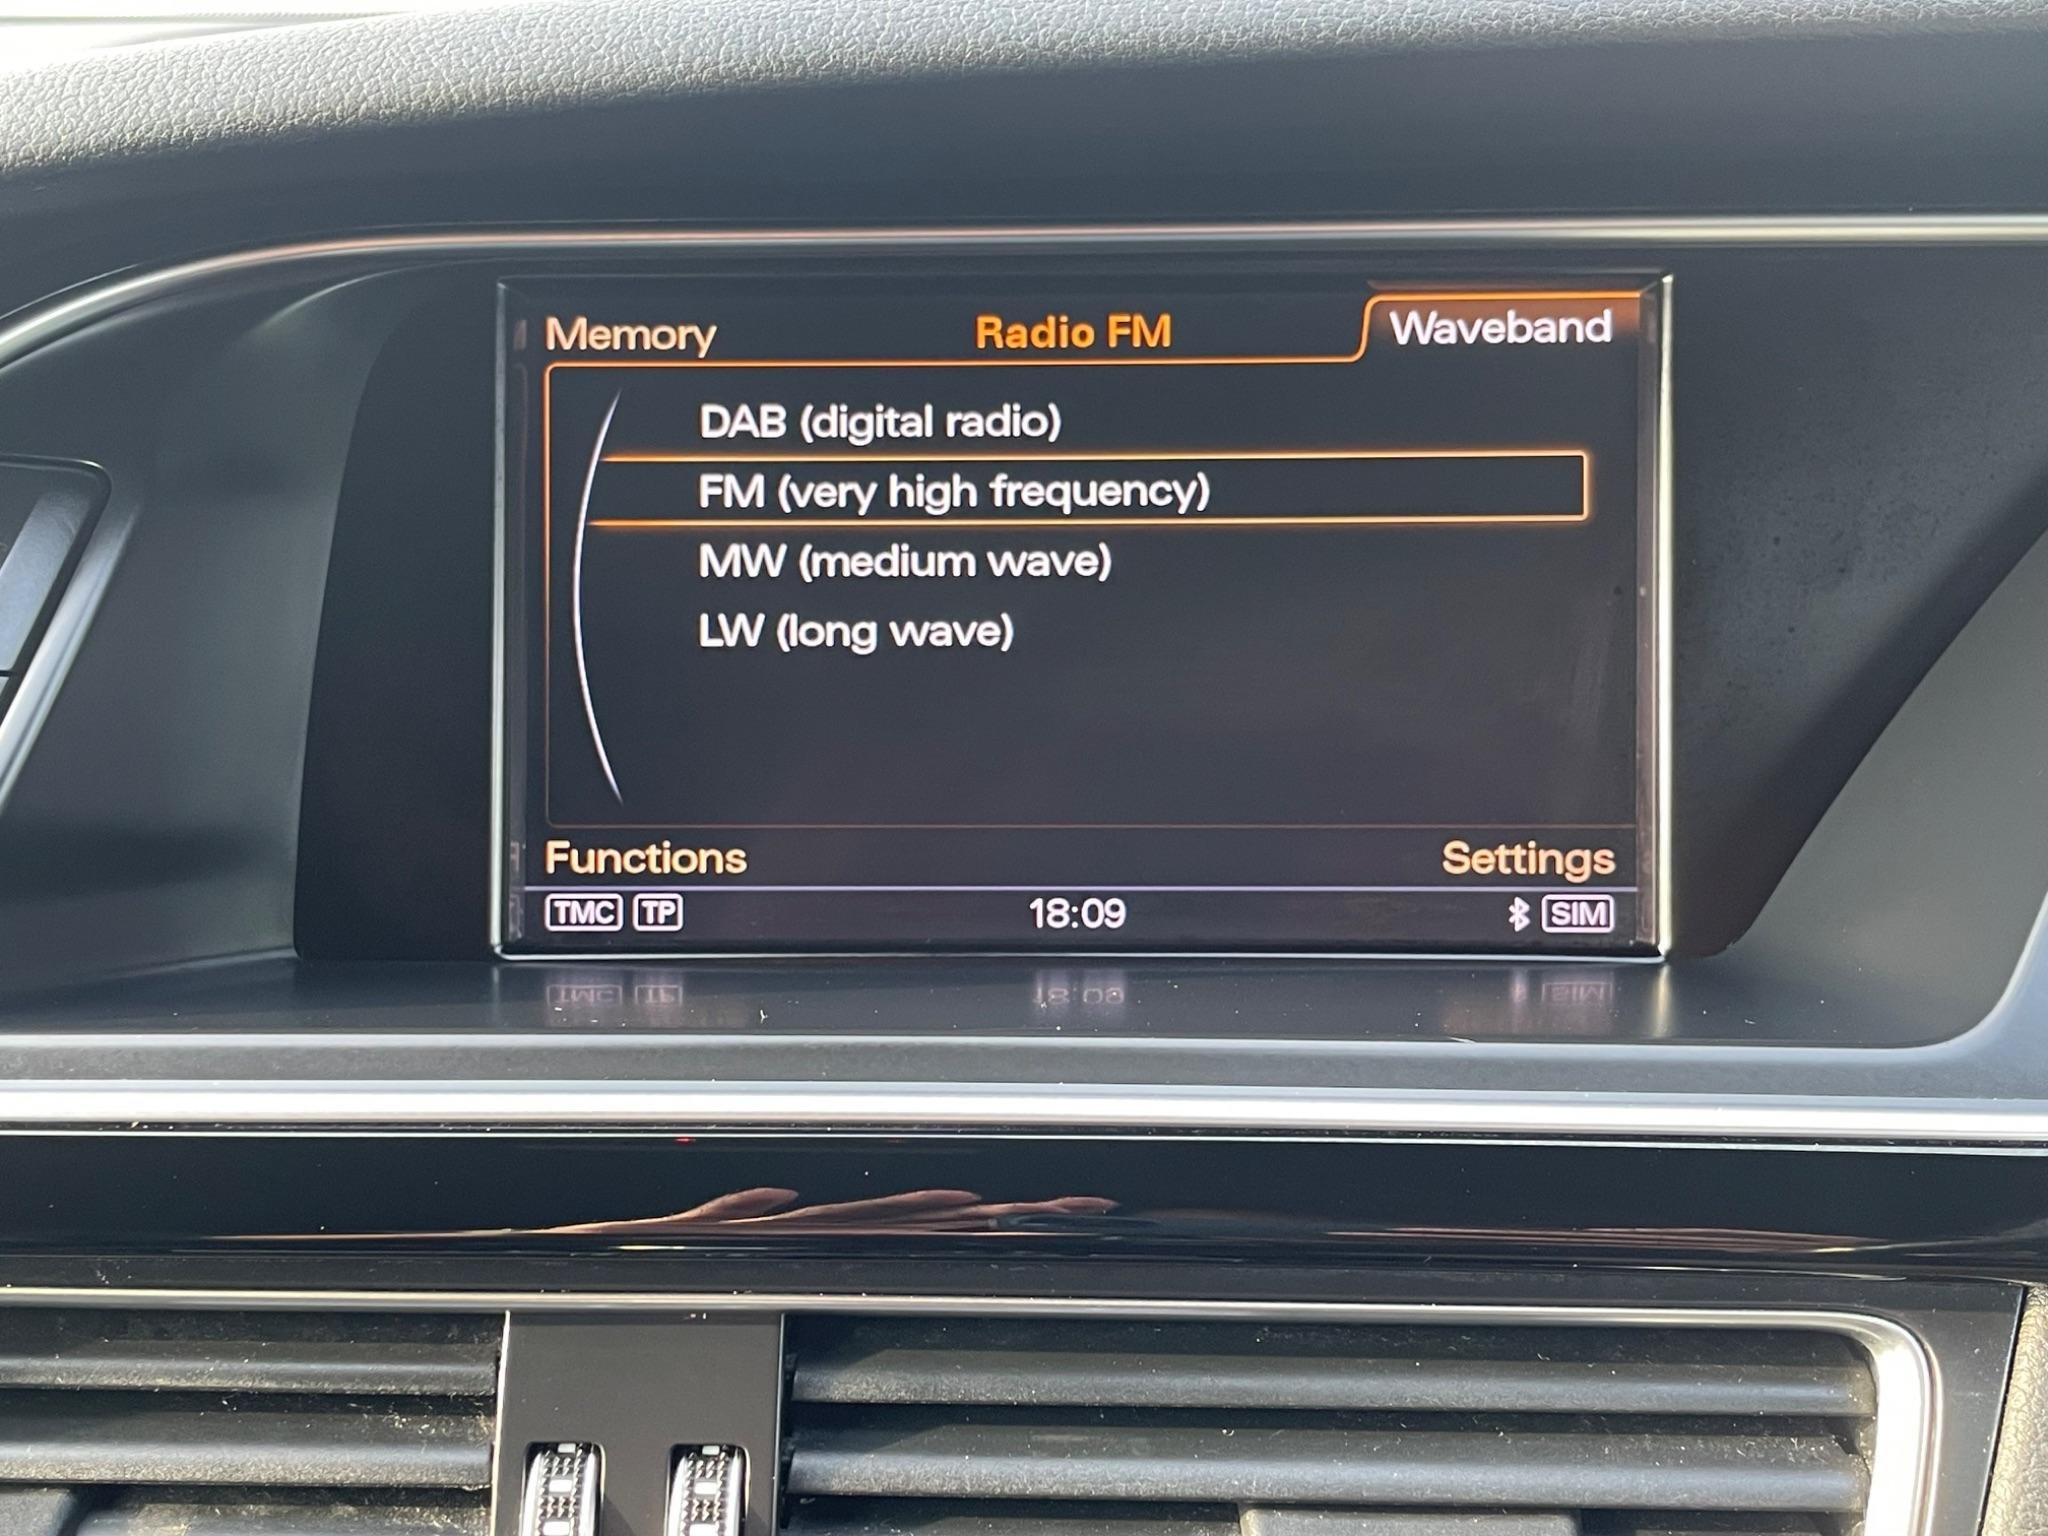 Memory Radio FM Waveband
DAB (digital radio)
FM (very high frequency)
MW (medium wave)
LW (long wave)
Functions Settings
TMC TP 18:09 SIM